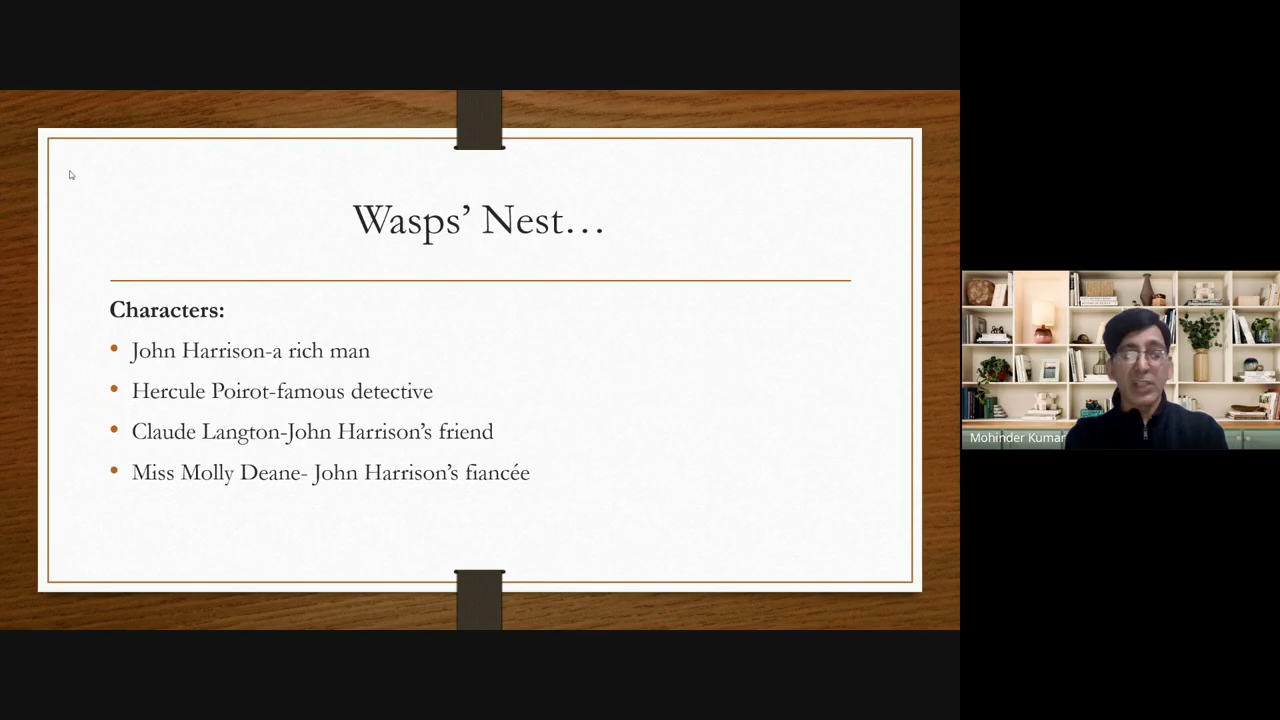 Wasps’ Nest…
Characters:
• John Harrison-a rich man
• Hercule Poirot-famous detective
• Claude Langton-John Harrison’s friend
• Miss Molly Deane- John Harrison’s fiancée
Mohinder Kumar